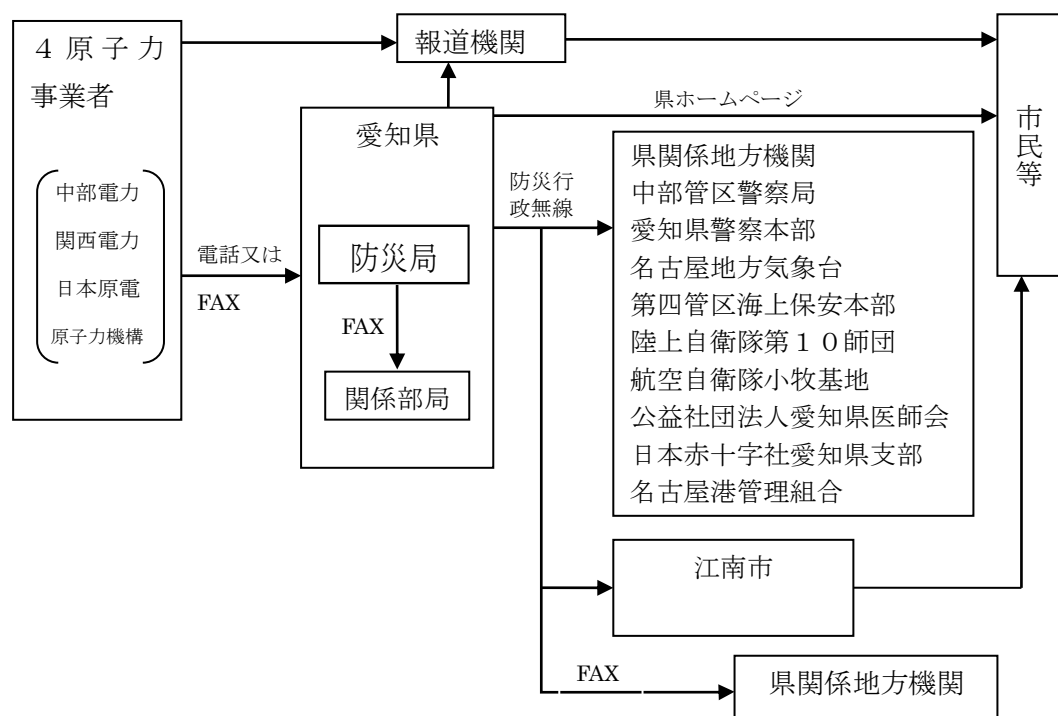 ４原子力
事業者
中部電力
関西電力
日本原電
原子力機構
電話又は
FAX
報道機関
愛知県
防災局
FAX
関係部局
県ホームページ
防災行
政無線
県関係地方機関
中部管区警察局
愛知県警察本部
名古屋地方気象台
第四管区海上保安本部
陸上自衛隊第１０師団
航空自衛隊小牧基地
公益社団法人愛知県医師会
日本赤十字社愛知県支部
名古屋港管理組合
江南市
FAX
県関係地方機関
市民等